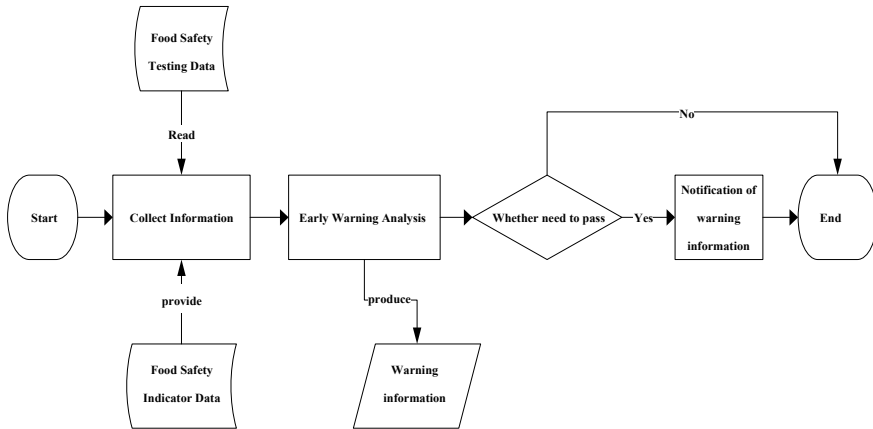 Food Safety
Testing Data
No
Read
Start
Collect Information
Early Warning Analysis
Whether need to pass
Yes
Notification of
warning
information
End
provide
produce
Food Safety
Indicator Data
Warning
information